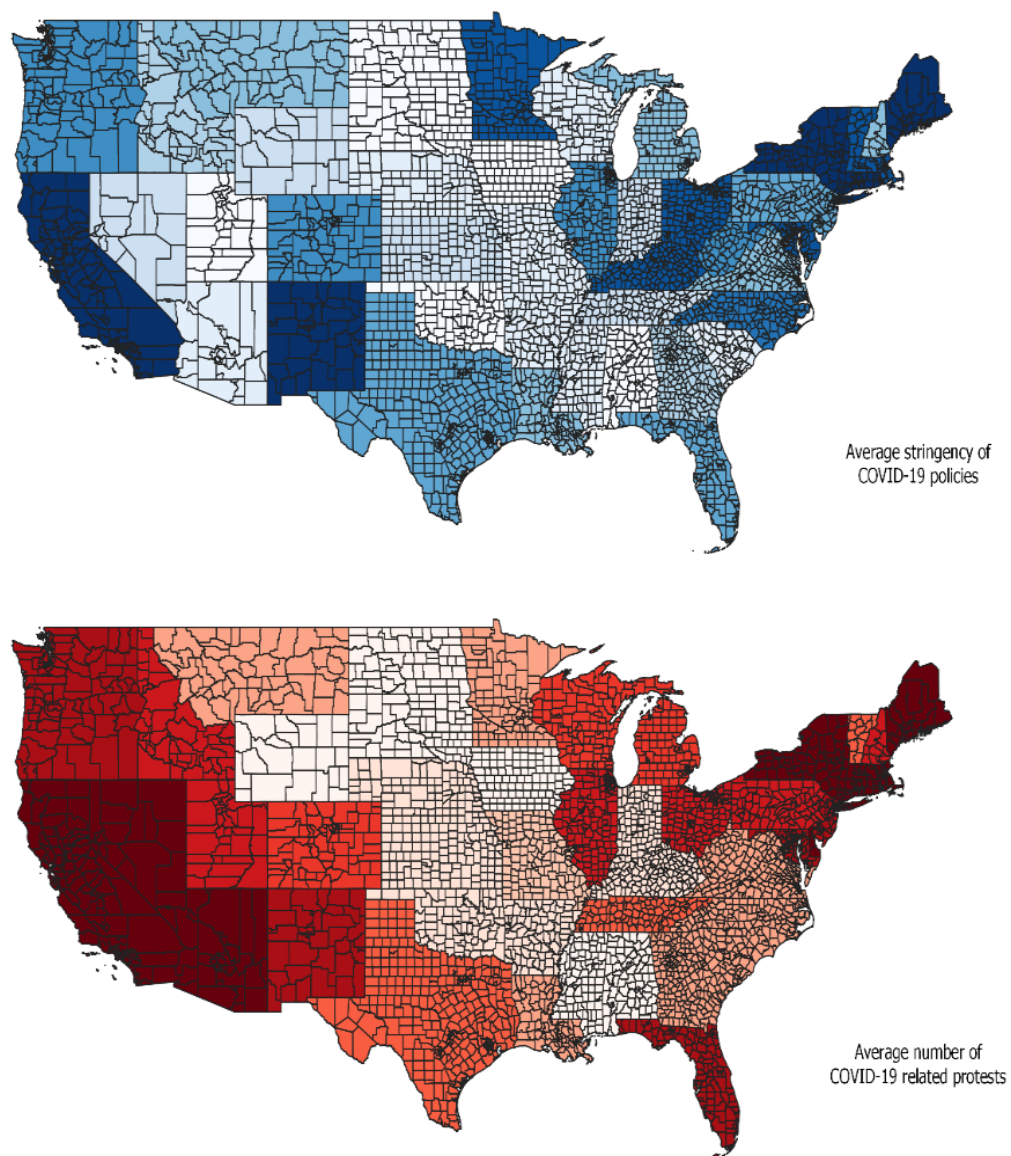 Average stringency of
COVID-19 policies
Average number of
COVID-19 related protests